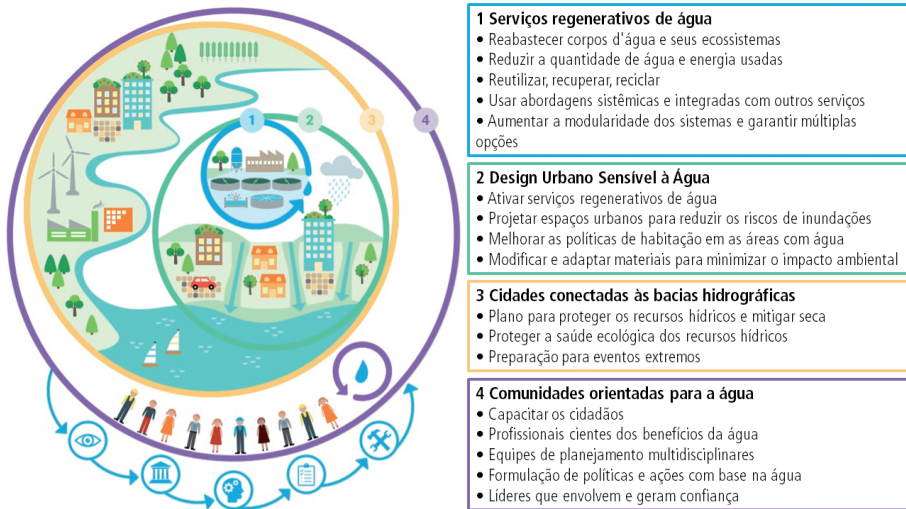 1
2
3
4
1 Serviços regenerativos de água
• Reabastecer corpos d'água e seus ecossistemas
• Reduzir a quantidade de água e energia usadas
• Reutilizar, recuperar, reciclar
• Usar abordagens sistêmicas e integradas com outros serviços
• Aumentar a modularidade dos sistemas e garantir múltiplas
opções
2 Design Urbano Sensível à Água
• Ativar serviços regenerativos de água
• Projetar espaços urbanos para reduzir os riscos de inundações
• Melhorar as políticas de habitação em as áreas com água
• Modificar e adaptar materiais para minimizar o impacto ambiental
3 Cidades conectadas às bacias hidrográficas
• Plano para proteger os recursos hídricos e mitigar seca
• Proteger a saúde ecológica dos recursos hídricos
• Preparação para eventos extremos
4 Comunidades orientadas para a água
• Capacitar os cidadãos
• Profissionais cientes dos benefícios da água
• Equipes de planejamento multidisciplinares
• Formulação de políticas e ações com base na água
• Líderes que envolvem e geram confiança